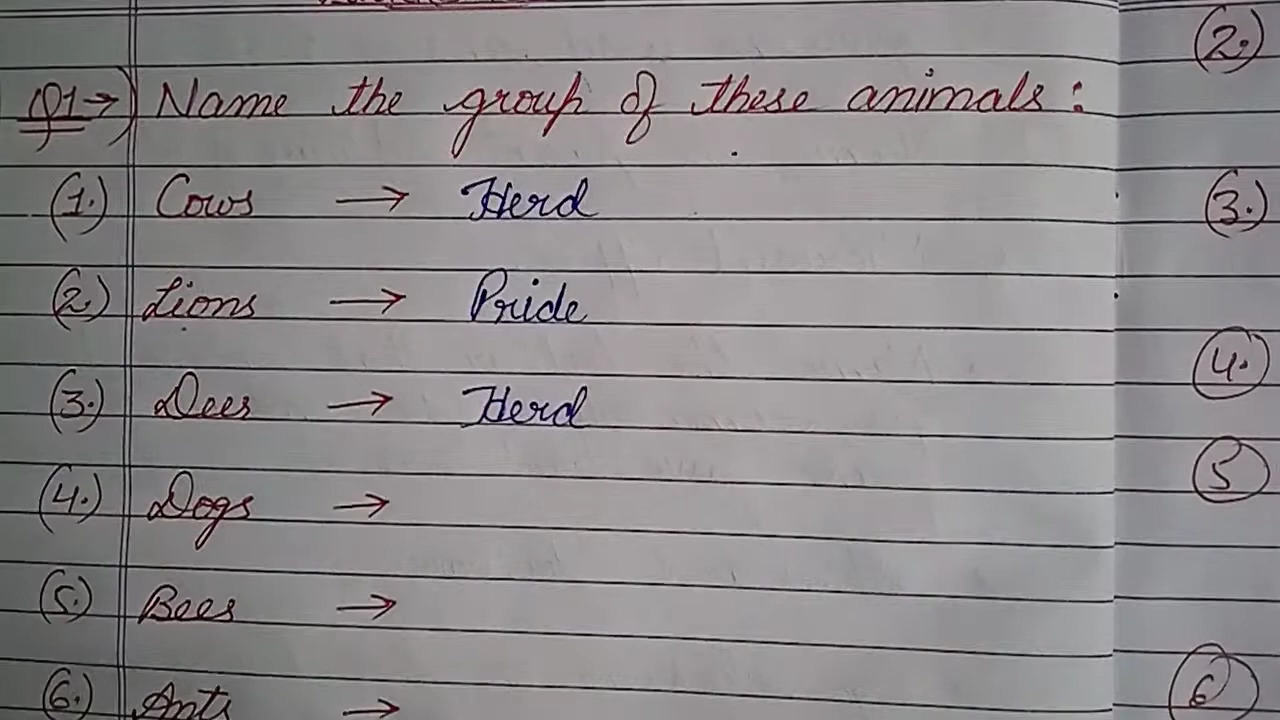 Q1→) Name the group of these animals:
(1.) Cows → Herd
(2.) Lions → Pride
(3.) Deer → Herd
(4.) Dogs →
(5.) Bees →
(6.) Ants →
(2.)
(3.)
(4.)
(5
6